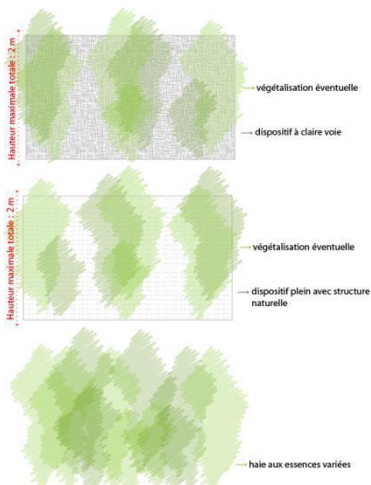 Hauteur maximale totale : 2 m
végétalisation éventuelle
dispositif à claire voie
Hauteur maximale totale : 2 m
végétalisation éventuelle
dispositif plein avec structure
naturelle
haie aux essences variées